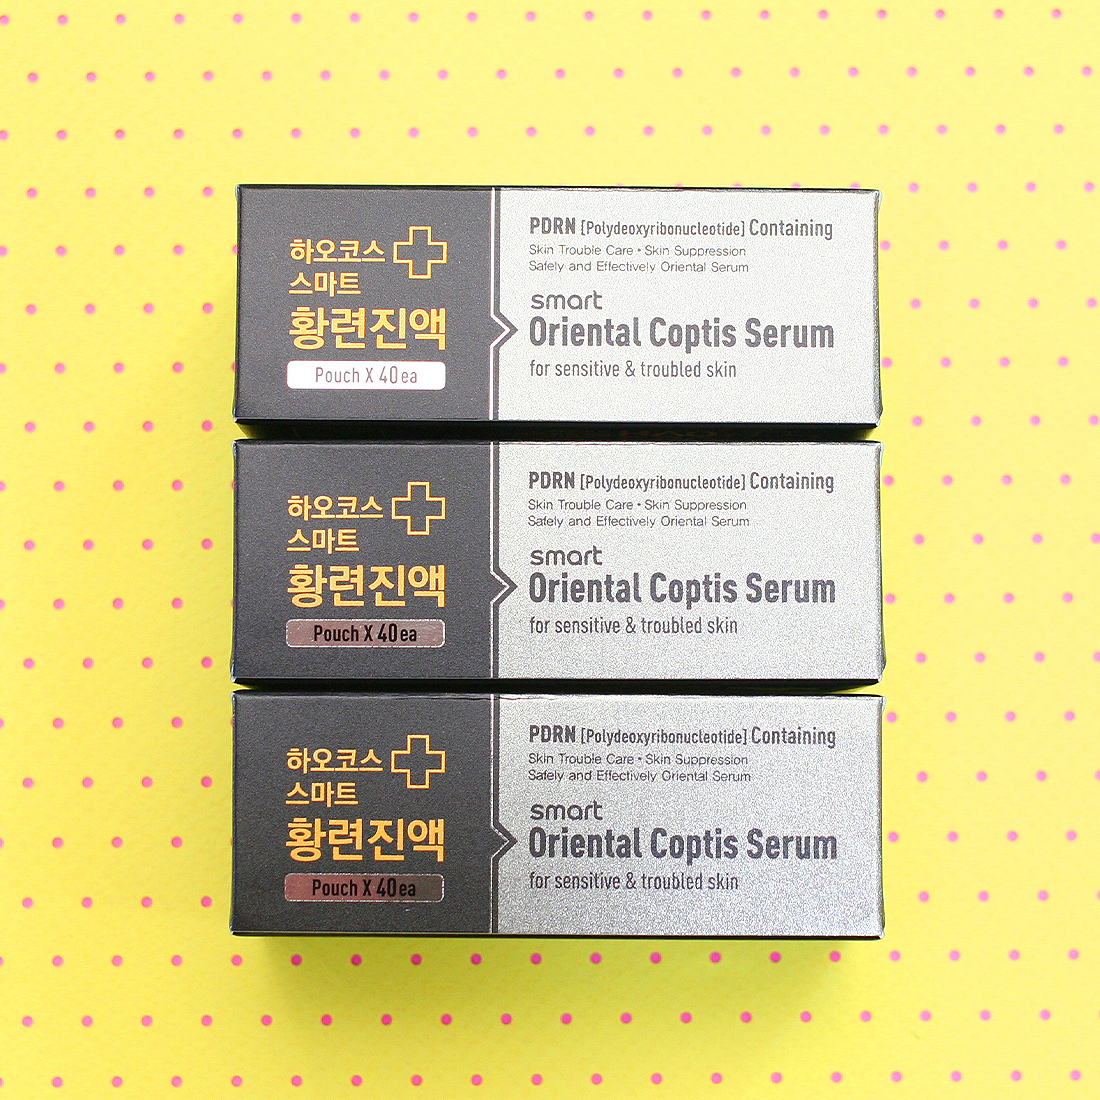 하오코스
스마트
황련진액
Pouch X 40ea
PDRN [Polydeoxyribonucleotide] Containing
Skin Trouble Care • Skin Suppression
Safely and Effectively Oriental Serum
smart
Oriental Coptis Serum
for sensitive & troubled skin
하오코스
스마트
황련진액
Pouch X 40ea
PDRN [Polydeoxyribonucleotide] Containing
Skin Trouble Care • Skin Suppression
Safely and Effectively Oriental Serum
smart
Oriental Coptis Serum
for sensitive & troubled skin
하오코스
스마트
황련진액
Pouch X 40ea
PDRN [Polydeoxyribonucleotide] Containing
Skin Trouble Care • Skin Suppression
Safely and Effectively Oriental Serum
smart
Oriental Coptis Serum
for sensitive & troubled skin